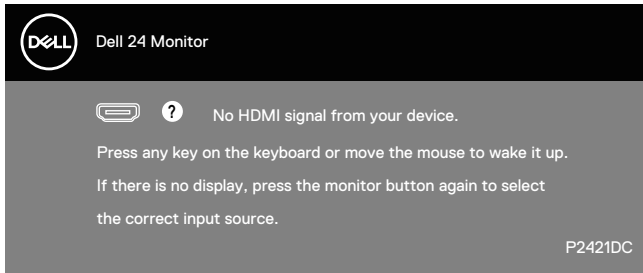 DELL
Dell 24 Monitor
? No HDMI signal from your device.
Press any key on the keyboard or move the mouse to wake it up.
If there is no display, press the monitor button again to select
the correct input source.
P2421DC